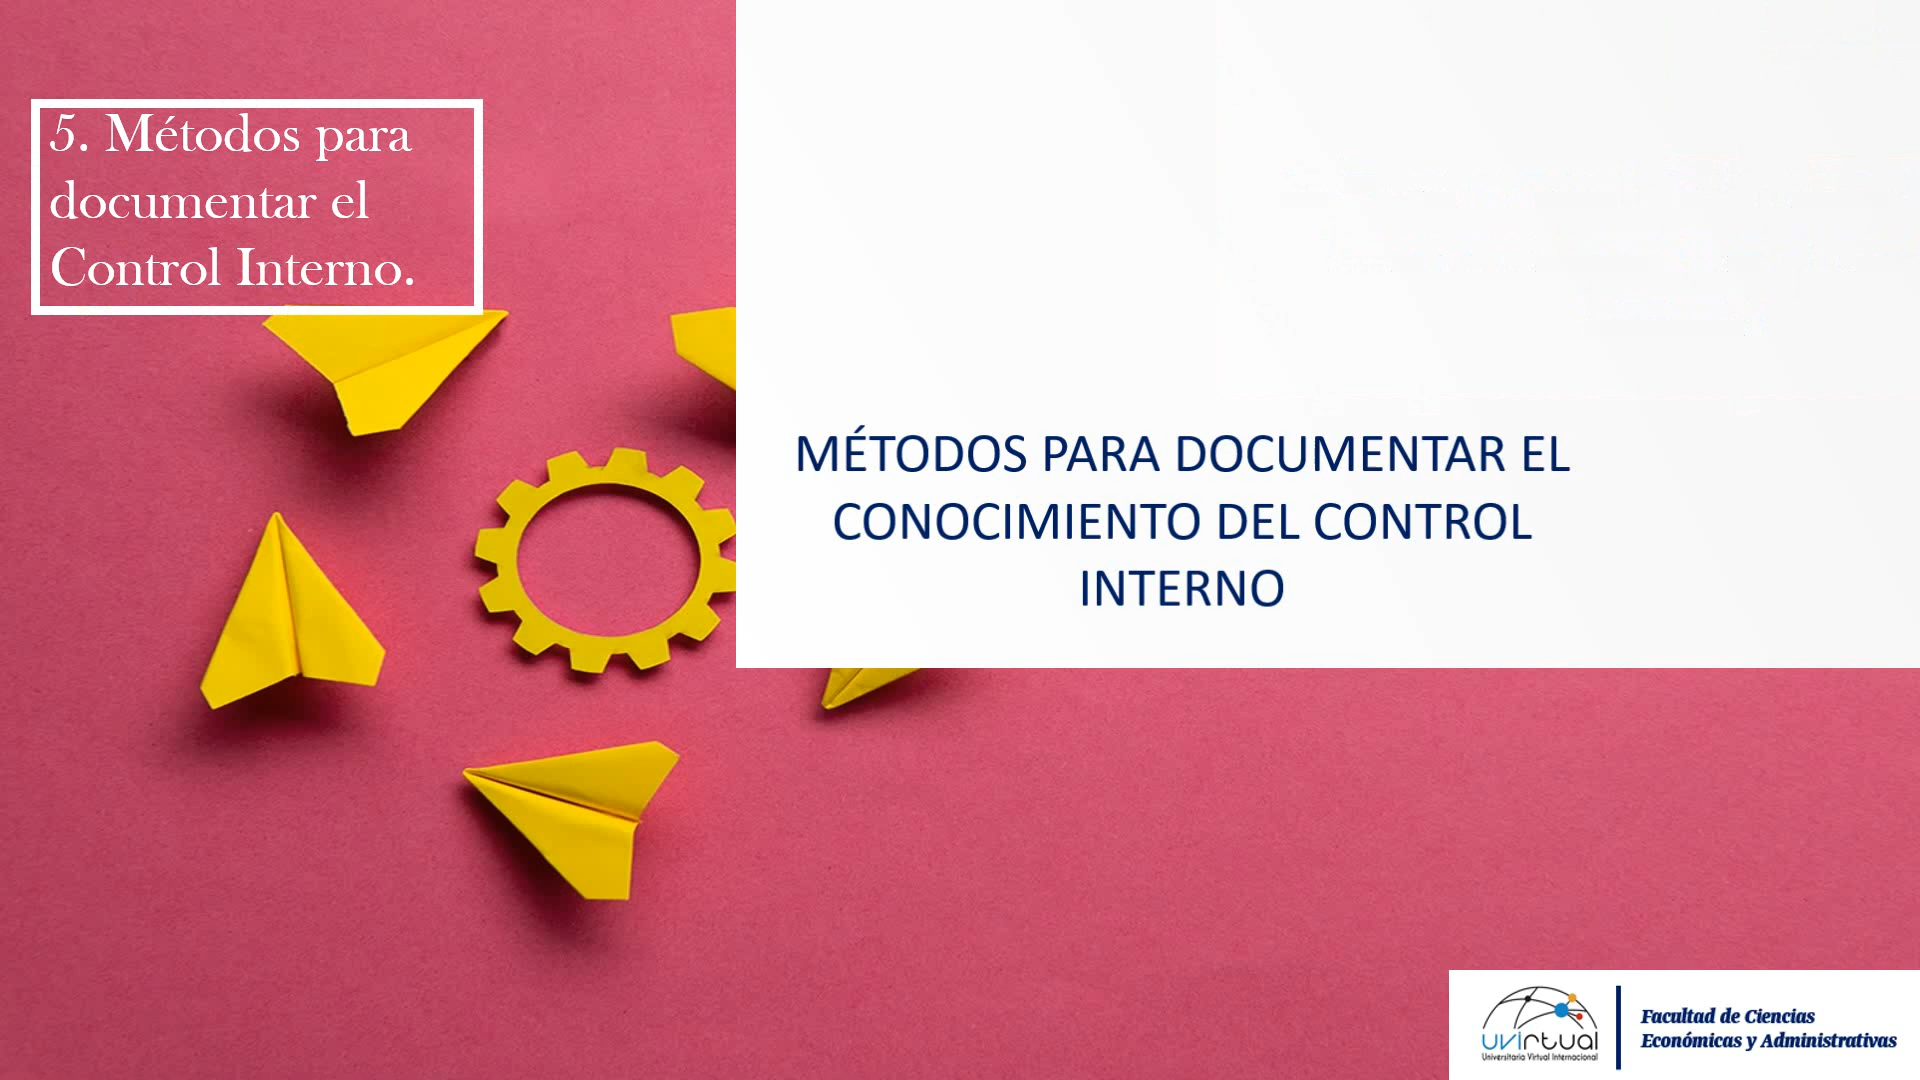 5. Métodos para
documentar el
Control Interno.
MÉTODOS PARA DOCUMENTAR EL
CONOCIMIENTO DEL CONTROL
INTERNO
uvirtual
Universitaria Virtual Internacional
Facultad de Ciencias
Económicas y Administrativas